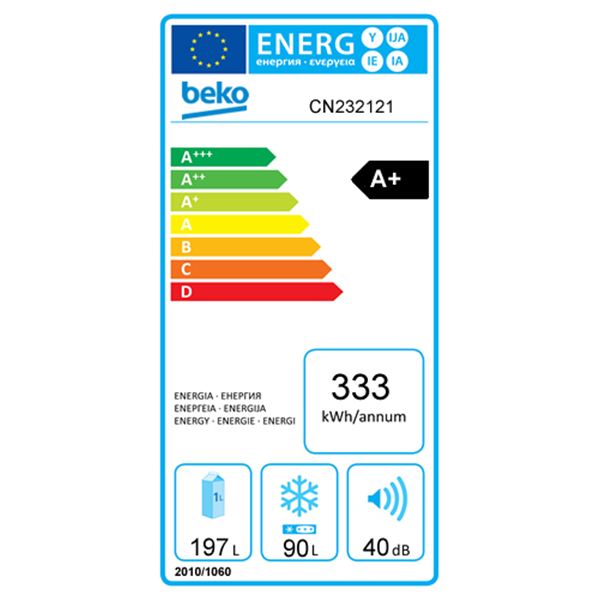 ENERG Y IJA
енергия · ενεργεια IE IA
beko
CN232121
A+++
A++
A+
A
B
C
D
A+
333
kWh/annum
ENERGIA · ЕНЕРГИЯ
ΕΝΕΡΓΕΙΑ · ENERGIJA
ENERGY · ENERGIE · ENERGI
1L
197 L
90 L
40 dB
2010/1060